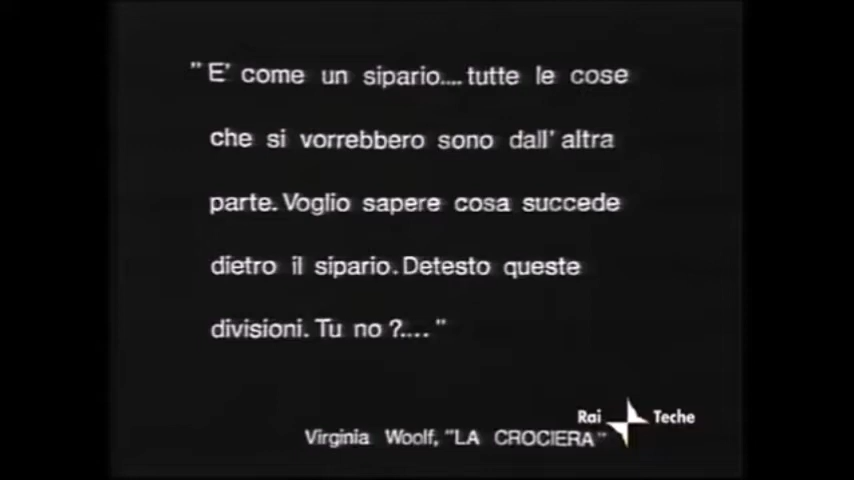 "E' come un sipario.... tutte le cose
che si vorrebbero sono dall' altra
parte. Voglio sapere cosa succede
dietro il sipario. Detesto queste
divisioni. Tu no ?.... "
Rai Teche
Virginia Woolf, "LA CROCIERA"